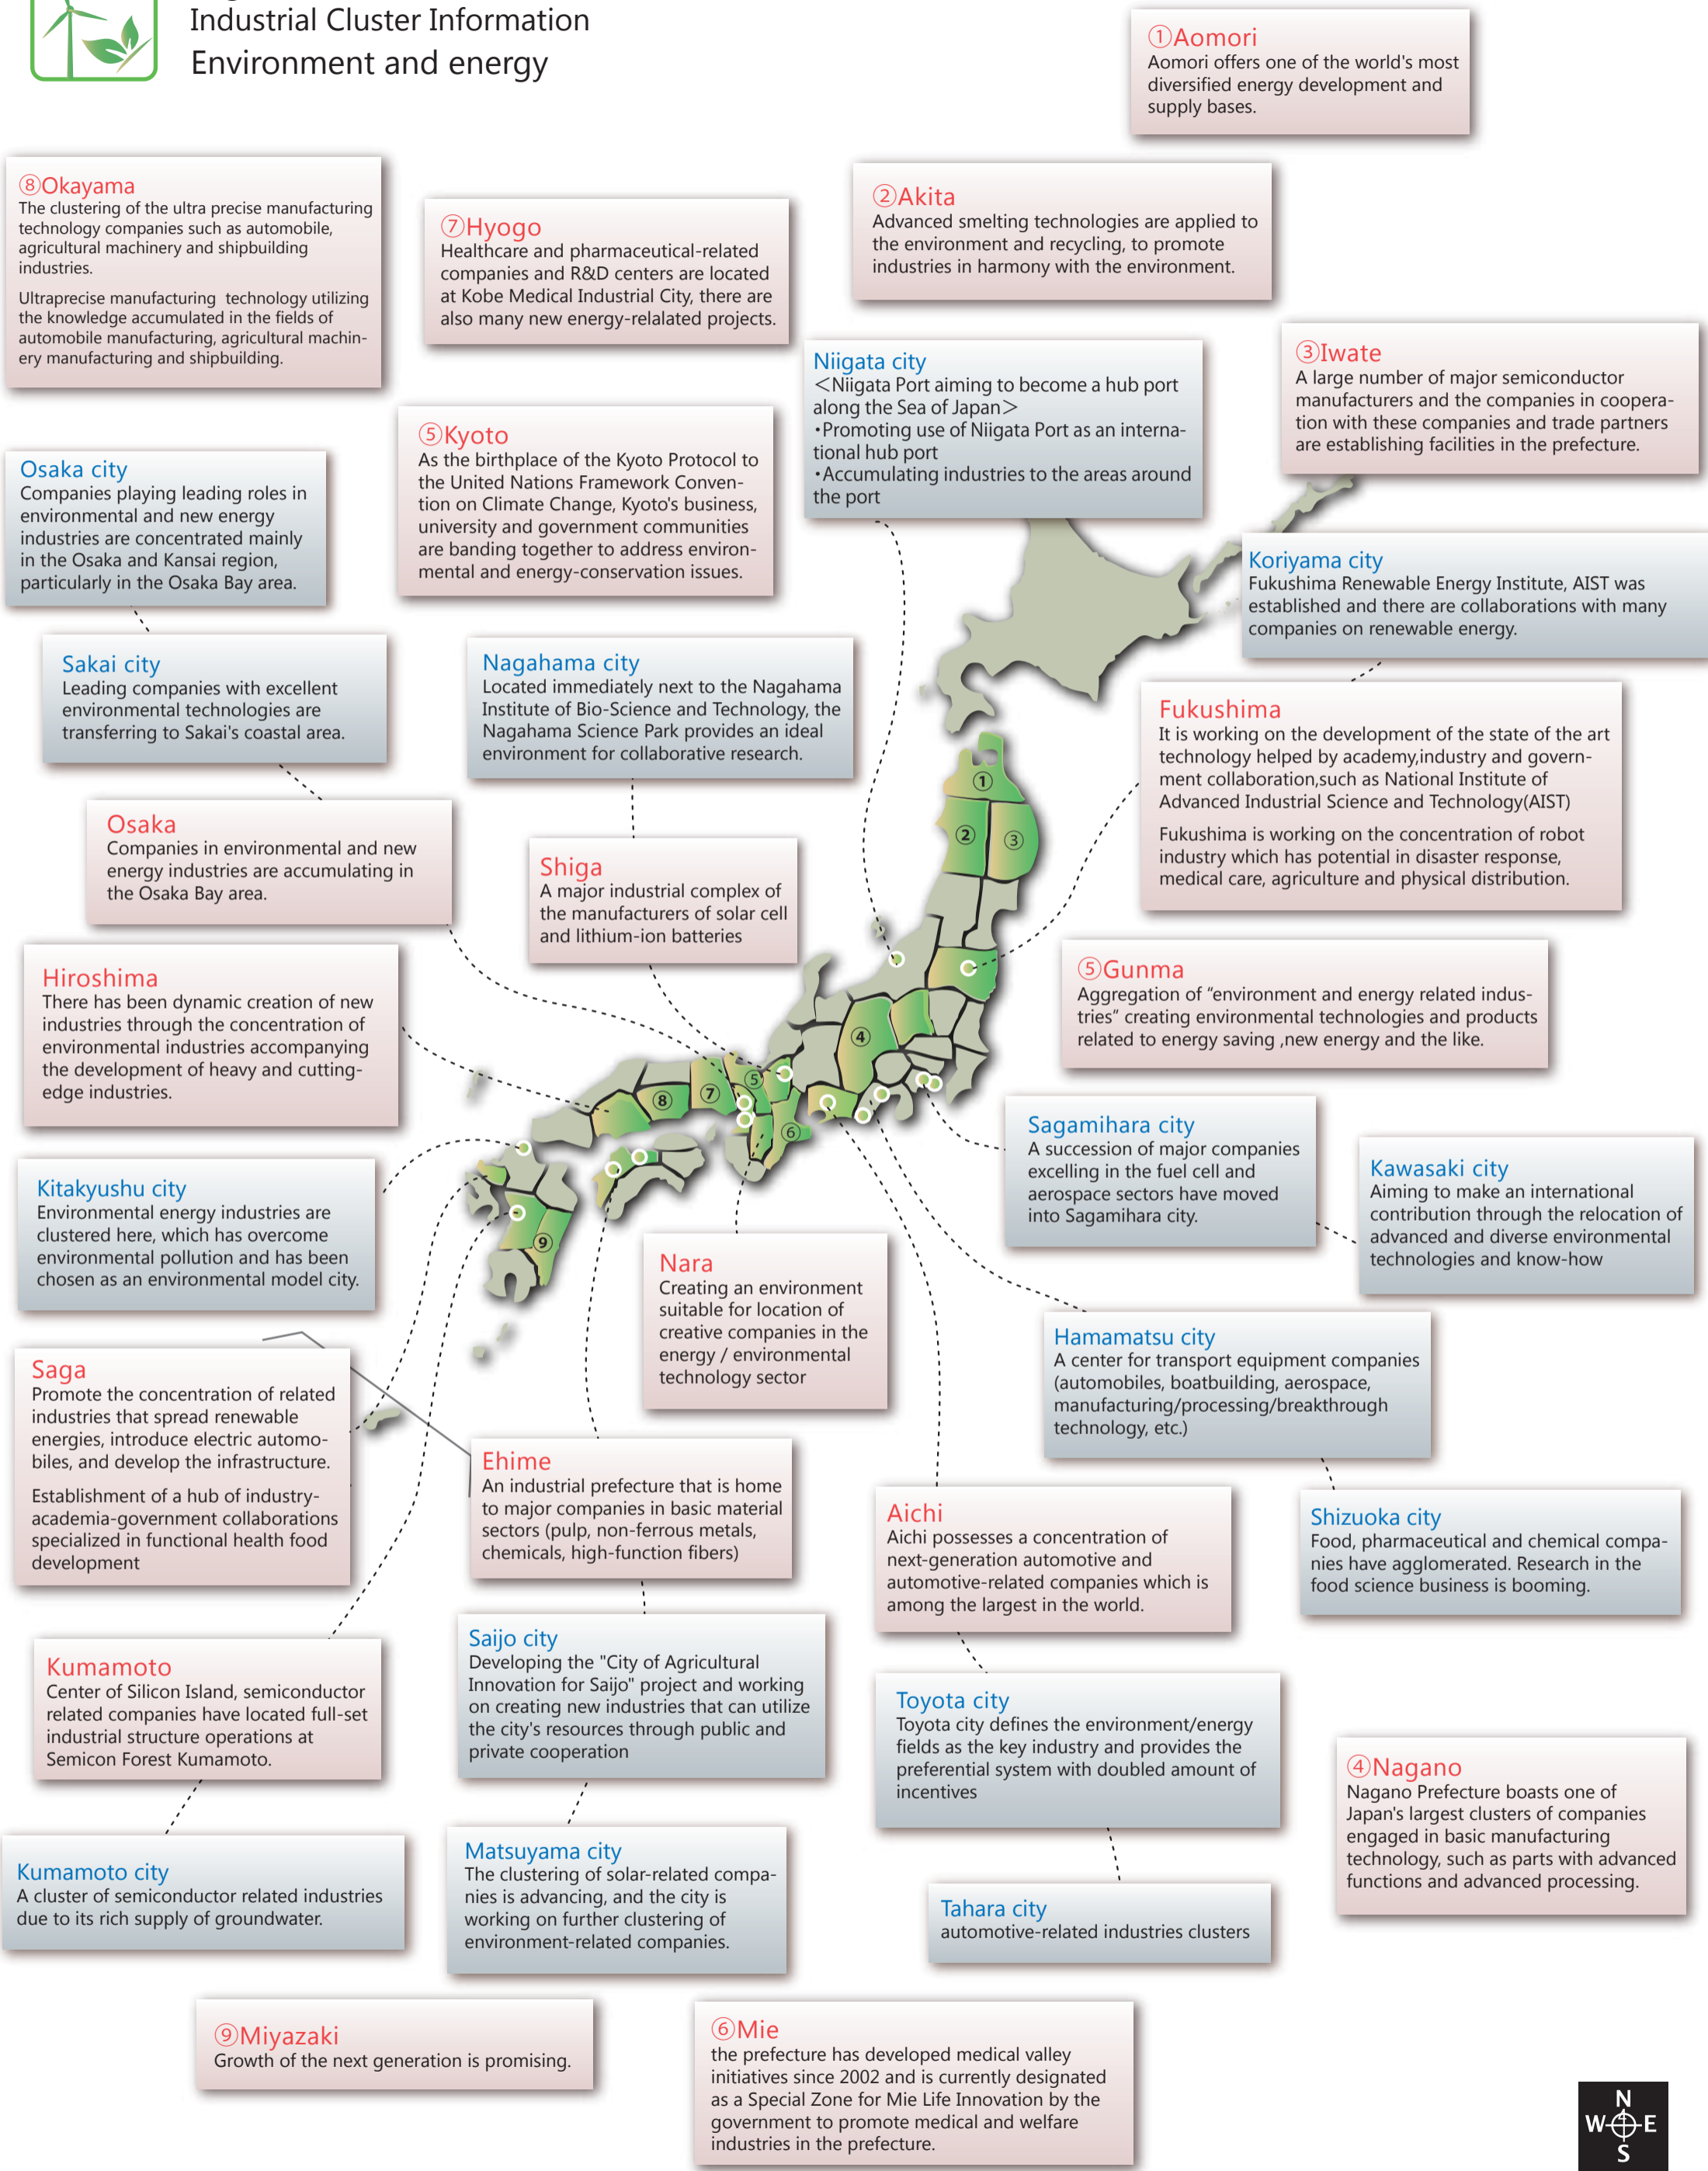 Industrial Cluster Information
Environment and energy
①Aomori
Aomori offers one of the world's most
diversified energy development and
supply bases.
⑧Okayama
The clustering of the ultra precise manufacturing
technology companies such as automobile,
agricultural machinery and shipbuilding
industries.
Ultraprecise manufacturing technology utilizing
the knowledge accumulated in the fields of
automobile manufacturing, agricultural machin-
ery manufacturing and shipbuilding.
⑦Hyogo
Healthcare and pharmaceutical-related
companies and R&D centers are located
at Kobe Medical Industrial City, there are
also many new energy-relalated projects.
②Akita
Advanced smelting technologies are applied to
the environment and recycling, to promote
industries in harmony with the environment.
Niigata city
＜Niigata Port aiming to become a hub port
along the Sea of Japan＞
・Promoting use of Niigata Port as an interna-
tional hub port
・Accumulating industries to the areas around
the port
③Iwate
A large number of major semiconductor
manufacturers and the companies in coopera-
tion with these companies and trade partners
are establishing facilities in the prefecture.
⑤Kyoto
As the birthplace of the Kyoto Protocol to
the United Nations Framework Conven-
tion on Climate Change, Kyoto's business,
university and government communities
are banding together to address environ-
mental and energy-conservation issues.
Osaka city
Companies playing leading roles in
environmental and new energy
industries are concentrated mainly
in the Osaka and Kansai region,
particularly in the Osaka Bay area.
Koriyama city
Fukushima Renewable Energy Institute, AIST was
established and there are collaborations with many
companies on renewable energy.
Sakai city
Leading companies with excellent
environmental technologies are
transferring to Sakai's coastal area.
Nagahama city
Located immediately next to the Nagahama
Institute of Bio-Science and Technology, the
Nagahama Science Park provides an ideal
environment for collaborative research.
Fukushima
It is working on the development of the state of the art
technology helped by academy,industry and govern-
ment collaboration,such as National Institute of
Advanced Industrial Science and Technology(AIST)
Fukushima is working on the concentration of robot
industry which has potential in disaster response,
medical care, agriculture and physical distribution.
Osaka
Companies in environmental and new
energy industries are accumulating in
the Osaka Bay area.
Shiga
A major industrial complex of
the manufacturers of solar cell
and lithium-ion batteries
①
②
③
Hiroshima
There has been dynamic creation of new
industries through the concentration of
environmental industries accompanying
the development of heavy and cutting-
edge industries.
⑤Gunma
Aggregation of “environment and energy related indus-
tries” creating environmental technologies and products
related to energy saving ,new energy and the like.
④
⑤
⑦
⑧
⑥
⑨
Sagamihara city
A succession of major companies
excelling in the fuel cell and
aerospace sectors have moved
into Sagamihara city.
Kawasaki city
Aiming to make an international
contribution through the relocation of
advanced and diverse environmental
technologies and know-how
Kitakyushu city
Environmental energy industries are
clustered here, which has overcome
environmental pollution and has been
chosen as an environmental model city.
Nara
Creating an environment
suitable for location of
creative companies in the
energy / environmental
technology sector
Hamamatsu city
A center for transport equipment companies
(automobiles, boatbuilding, aerospace,
manufacturing/processing/breakthrough
technology, etc.)
Saga
Promote the concentration of related
industries that spread renewable
energies, introduce electric automo-
biles, and develop the infrastructure.
Establishment of a hub of industry-
academia-government collaborations
specialized in functional health food
development
Ehime
An industrial prefecture that is home
to major companies in basic material
sectors (pulp, non-ferrous metals,
chemicals, high-function fibers)
Aichi
Aichi possesses a concentration of
next-generation automotive and
automotive-related companies which is
among the largest in the world.
Shizuoka city
Food, pharmaceutical and chemical compa-
nies have agglomerated. Research in the
food science business is booming.
Kumamoto
Center of Silicon Island, semiconductor
related companies have located full-set
industrial structure operations at
Semicon Forest Kumamoto.
Saijo city
Developing the "City of Agricultural
Innovation for Saijo" project and working
on creating new industries that can utilize
the city's resources through public and
private cooperation
Toyota city
Toyota city defines the environment/energy
fields as the key industry and provides the
preferential system with doubled amount of
incentives
④Nagano
Nagano Prefecture boasts one of
Japan's largest clusters of companies
engaged in basic manufacturing
technology, such as parts with advanced
functions and advanced processing.
Kumamoto city
A cluster of semiconductor related industries
due to its rich supply of groundwater.
Matsuyama city
The clustering of solar-related compa-
nies is advancing, and the city is
working on further clustering of
environment-related companies.
Tahara city
automotive-related industries clusters
⑨Miyazaki
Growth of the next generation is promising.
⑥Mie
the prefecture has developed medical valley
initiatives since 2002 and is currently designated
as a Special Zone for Mie Life Innovation by the
government to promote medical and welfare
industries in the prefecture.
N
W E
S